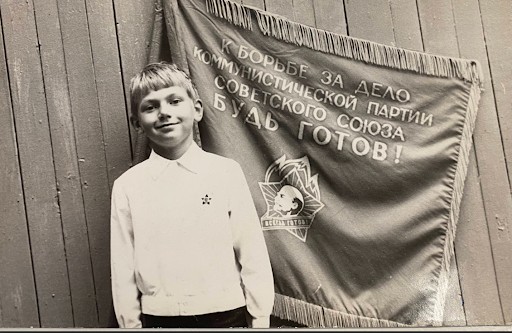 К БОРЬБЕ ЗА ДЕЛО
КОММУНИСТИЧЕСКОЙ ПАРТИИ
СОВЕТСКОГО СОЮЗА
БУДЬ ГОТОВ!
ВСЕГДА ГОТОВ!